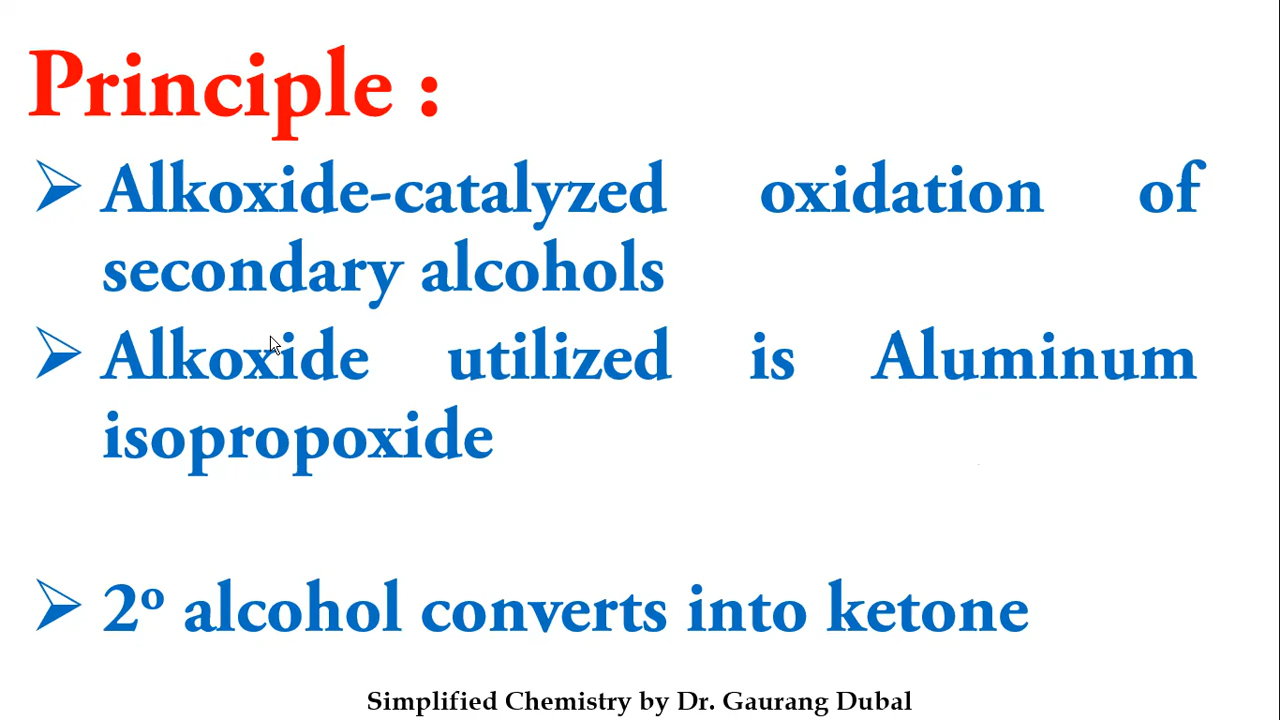 Principle :
➢ Alkoxide-catalyzed oxidation of
secondary alcohols
➢ Alkoxide utilized is Aluminum
isopropoxide
➢ 2º alcohol converts into ketone
Simplified Chemistry by Dr. Gaurang Dubal